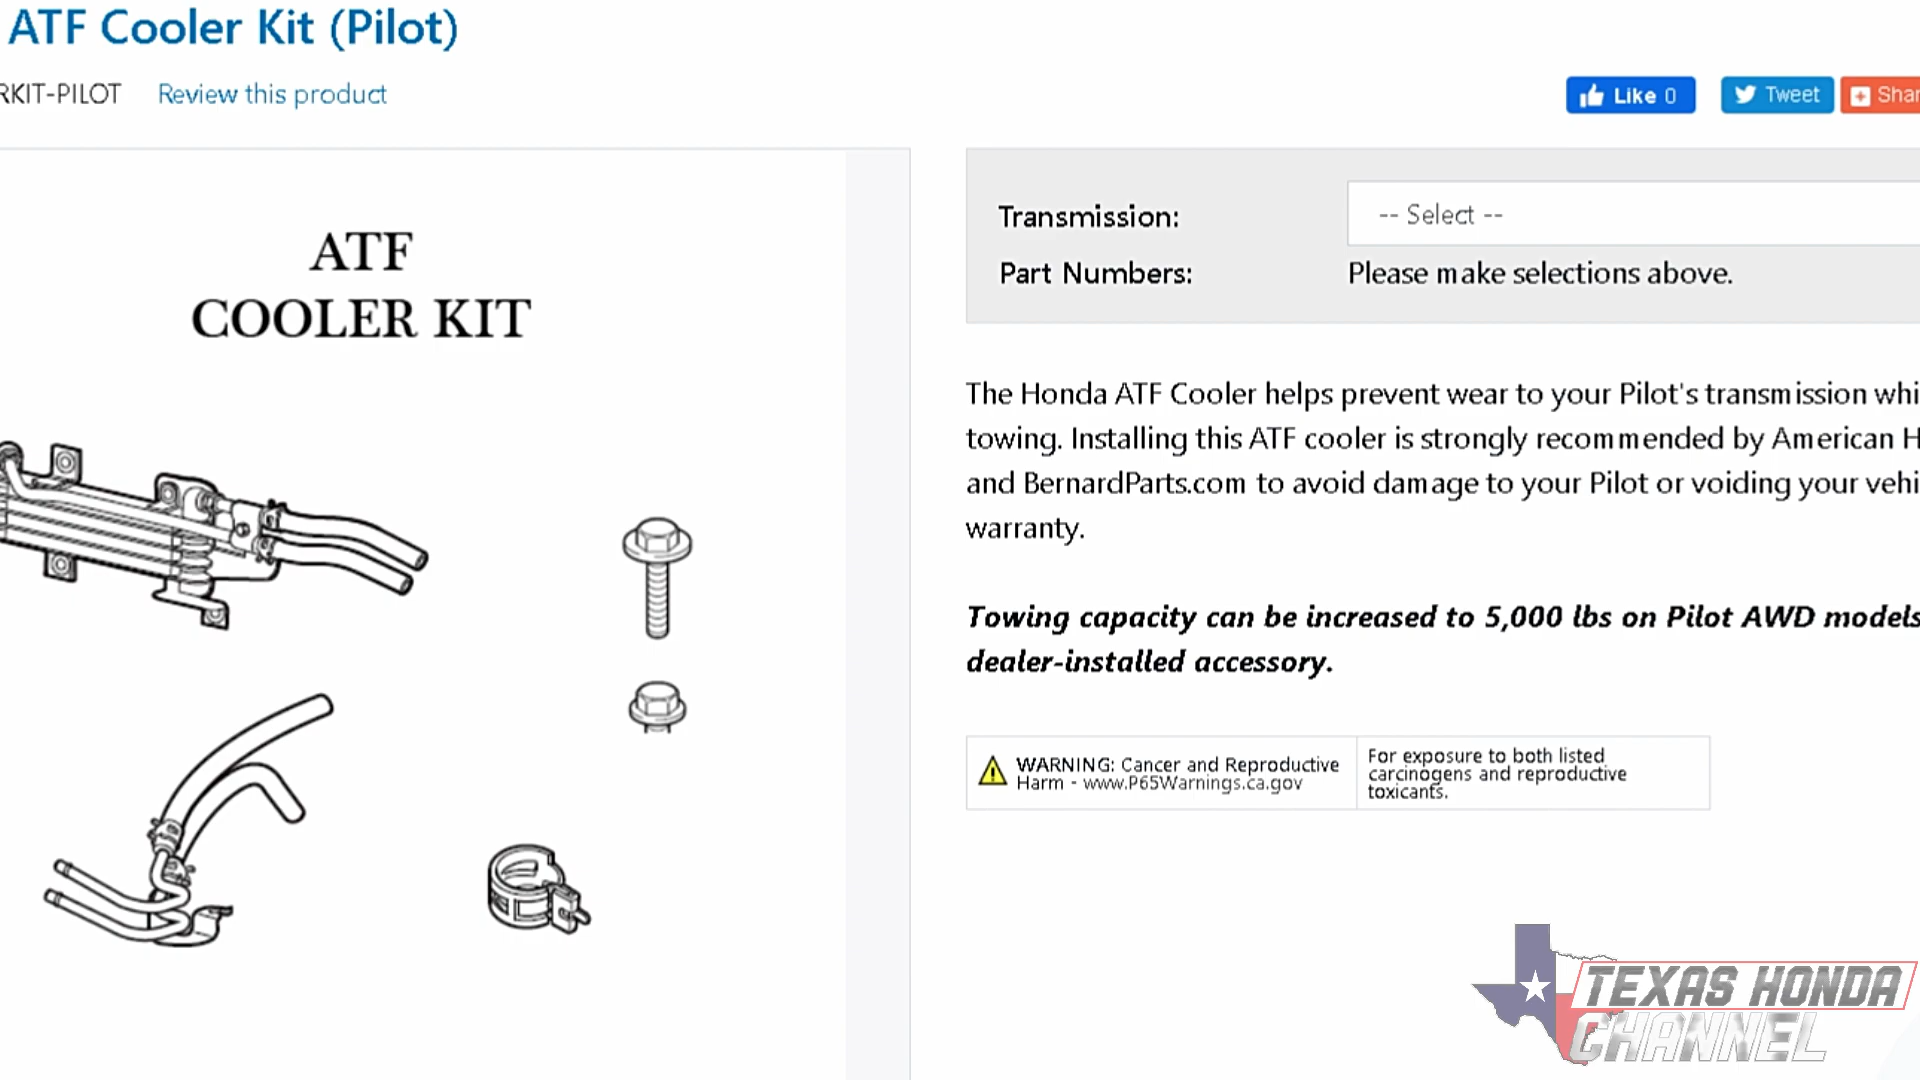 ATF Cooler Kit (Pilot)
RKIT-PILOT Review this product
Like 0 Tweet Shar
ATF
COOLER KIT
Transmission: -- Select --
Part Numbers: Please make selections above.
The Honda ATF Cooler helps prevent wear to your Pilot's transmission whi
towing. Installing this ATF cooler is strongly recommended by American H
and BernardParts.com to avoid damage to your Pilot or voiding your vehi
warranty.
Towing capacity can be increased to 5,000 lbs on Pilot AWD models
dealer-installed accessory.
WARNING: Cancer and Reproductive
Harm - www.P65Warnings.ca.gov
For exposure to both listed
carcinogens and reproductive
toxicants.
TEXAS HONDA
CHANNEL